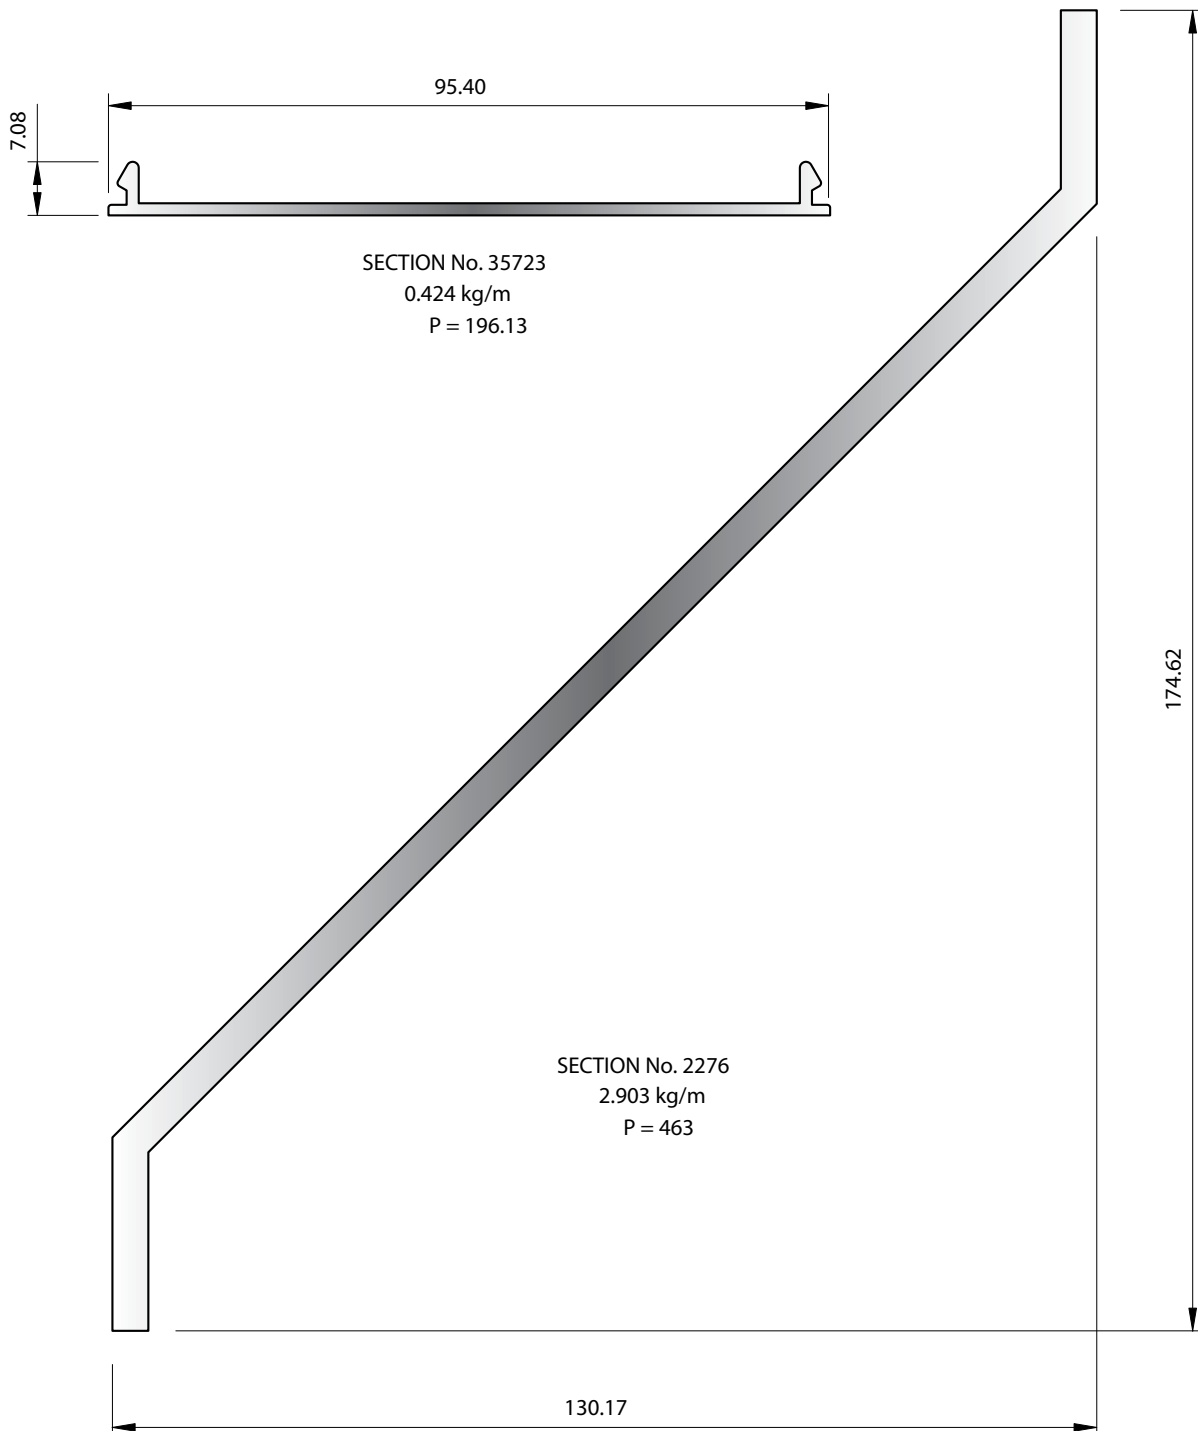 95.40
7.08
SECTION No. 35723
0.424 kg/m
P = 196.13
174.62
SECTION No. 2276
2.903 kg/m
P = 463
130.17